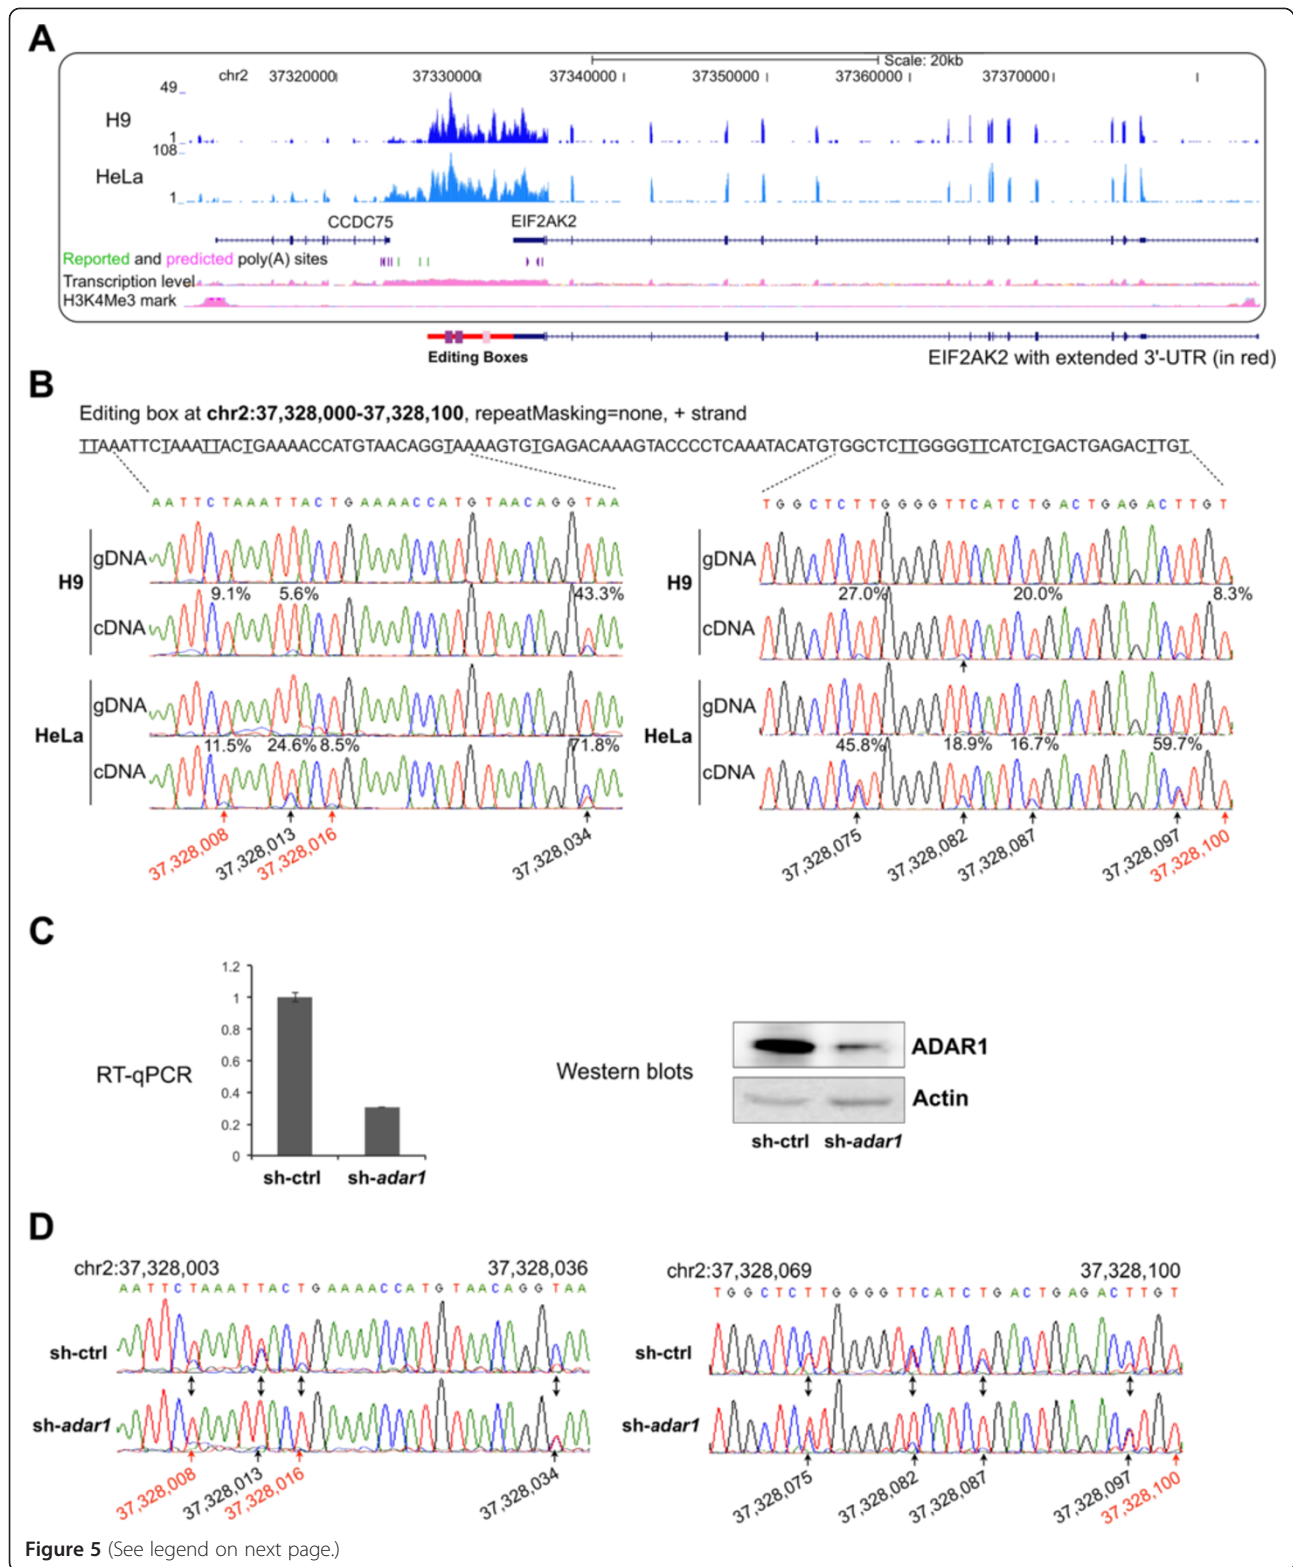 A
Scale: 20kb
chr2 37320000 37330000 37340000 37350000 37360000 37370000
49
H9
1
108
HeLa
1
CCDC75 EIF2AK2
Reported and predicted poly(A) sites
Transcription level
H3K4Me3 mark
Editing Boxes
EIF2AK2 with extended 3'-UTR (in red)
B
Editing box at chr2:37,328,000-37,328,100, repeatMasking=none, + strand
TTAAATTCTAAATTACTGAAAACCATGTAACAGGTAAAAGTGTGAGACAAAGTACCCCTCAAATACATGTGGCTCTTGGGGTTCATCTGACTGAGACTTGT
A A T T C T A A A T T A C T G A A A A C C A T G T A A C A G G T A A
T G G C T C T T G G G G T T C A T C T G A C T G A G A C T T G T
H9
gDNA
9.1% 5.6% 43.3%
cDNA
HeLa
gDNA
11.5% 24.6% 8.5% 71.8%
cDNA
37,328,008 37,328,013 37,328,016 37,328,034
H9
gDNA
27.0% 20.0% 8.3%
cDNA
HeLa
gDNA
45.8% 18.9% 16.7% 59.7%
cDNA
37,328,075 37,328,082 37,328,087 37,328,097 37,328,100
C
RT-qPCR
1.2
1
0.8
0.6
0.4
0.2
0
sh-ctrl sh-adar1
Western blots
ADAR1
Actin
sh-ctrl sh-adar1
D
chr2:37,328,003 37,328,036
A A T T C T A A A T T A C T G A A A A C C A T G T A A C A G G T A A
sh-ctrl
sh-adar1
37,328,008 37,328,013 37,328,016 37,328,034
chr2:37,328,069 37,328,100
T G G C T C T T G G G G T T C A T C T G A C T G A G A C T T G T
sh-ctrl
sh-adar1
37,328,075 37,328,082 37,328,087 37,328,097 37,328,100
Figure 5 (See legend on next page.)